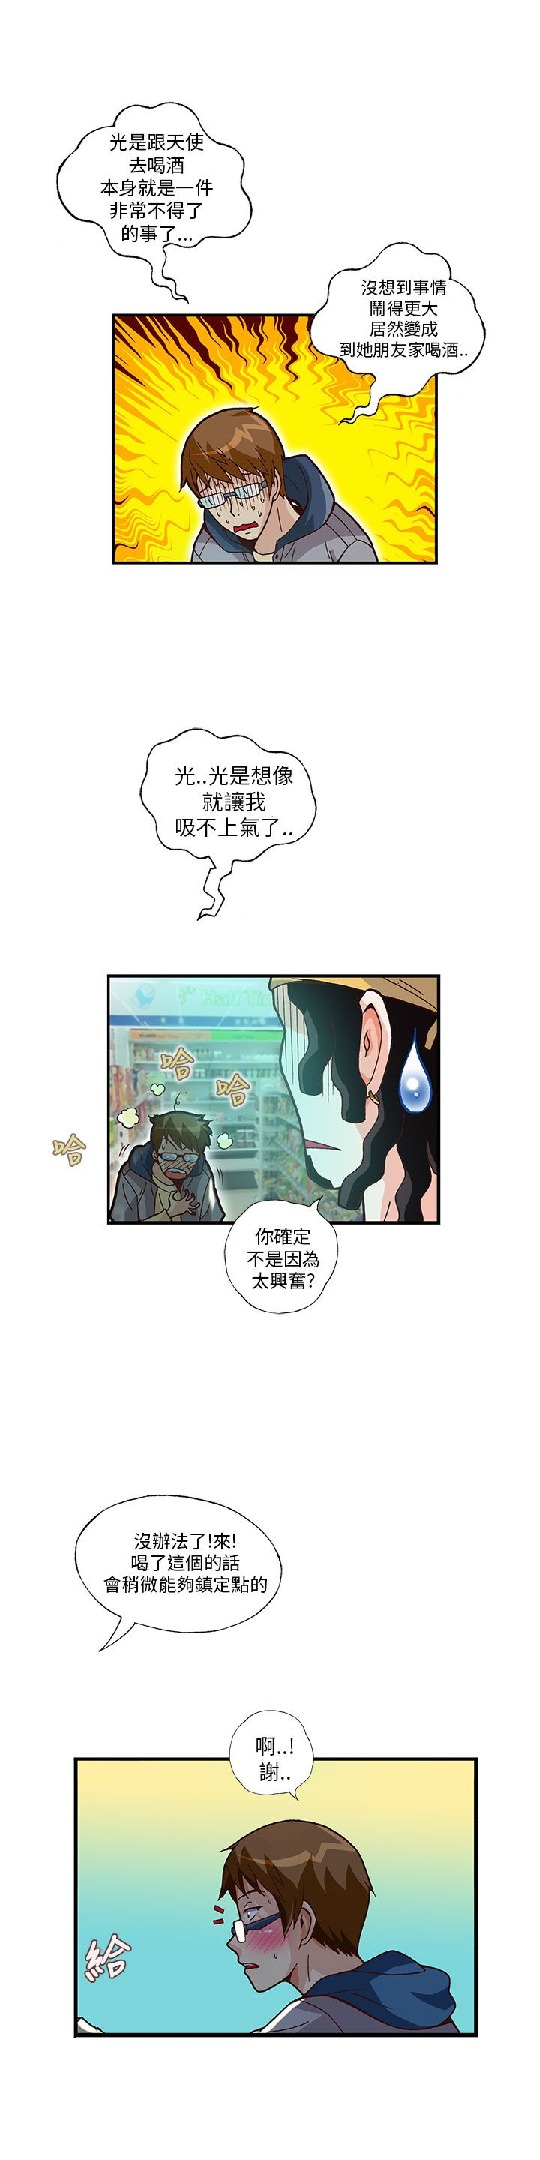 光是跟天使
去喝酒
本身就是一件
非常不得了
的事了...
沒想到事情
鬧得更大
居然變成
到她朋友家喝酒..
光..光是想像
就讓我
吸不上氣了..
哈
哈
哈
你確定
不是因為
太興奮?
沒辦法了!來!
喝了這個的話
會稍微能夠鎮定點的
啊..!
謝..
給